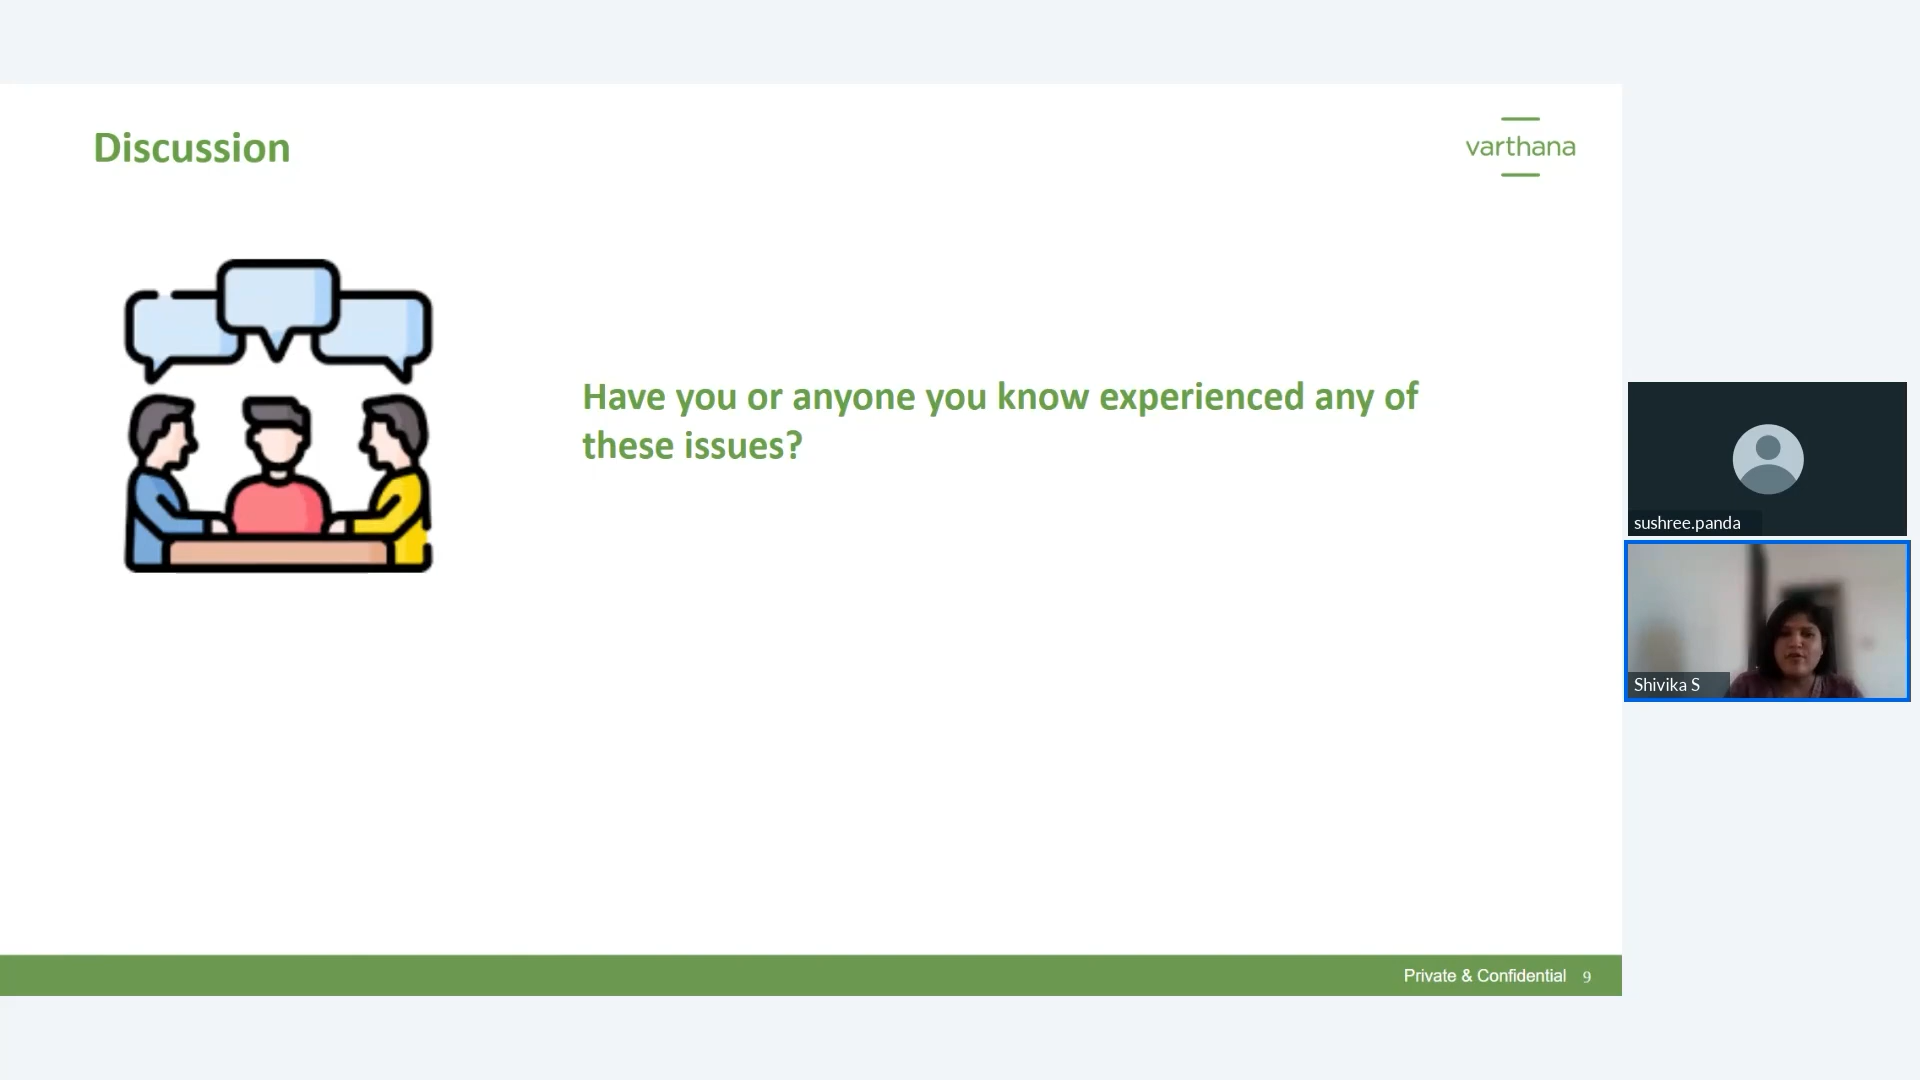 Discussion
varthana
Have you or anyone you know experienced any of
these issues?
sushree.panda
Shivika S
Private & Confidential 9